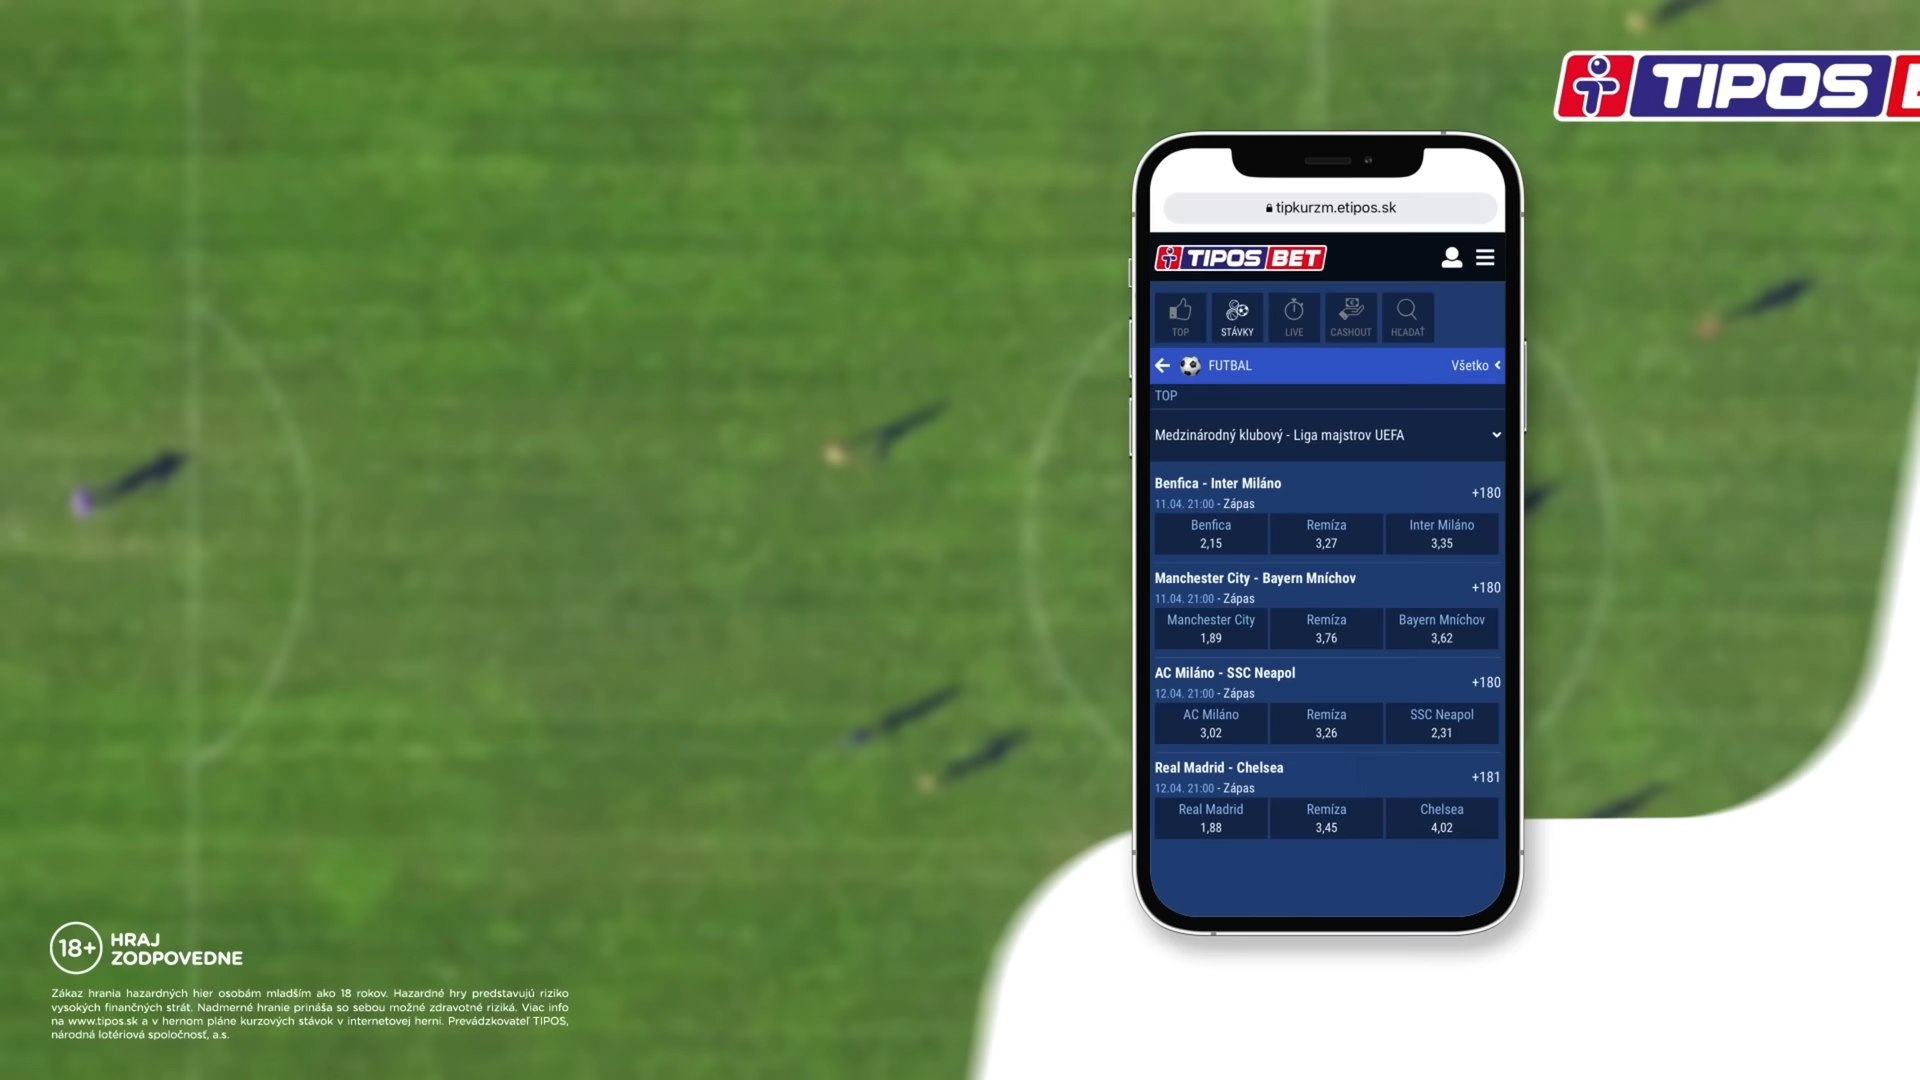 TIPOS
tipkurzm.etipos.sk
TIPOS BET
TOP
STÁVKY
LIVE
CASHOUT
HĽADAŤ
FUTBAL
Všetko
TOP
Medzinárodný klubový - Liga majstrov UEFA
Benfica - Inter Miláno
11.04. 21:00 - Zápas
+180
Benfica
Remíza
Inter Miláno
2,15
3,27
3,35
Manchester City - Bayern Mníchov
11.04. 21:00 - Zápas
+180
Manchester City
Remíza
Bayern Mníchov
1,89
3,76
3,62
AC Miláno - SSC Neapol
12.04. 21:00 - Zápas
+180
AC Miláno
Remíza
SSC Neapol
3,02
3,26
2,31
Real Madrid - Chelsea
12.04. 21:00 - Zápas
+181
Real Madrid
Remíza
Chelsea
1,88
3,45
4,02
18+
HRAJ
ZODPOVEDNE
Zákaz hrania hazardných hier osobám mladším ako 18 rokov. Hazardné hry predstavujú riziko
vysokých finančných strát. Nadmerné hranie prináša so sebou možné zdravotné riziká. Viac info
na www.tipos.sk a v hernom pláne kurzových stávok v internetovej herni. Prevádzkovateľ TIPOS,
národná lotériová spoločnosť, a.s.